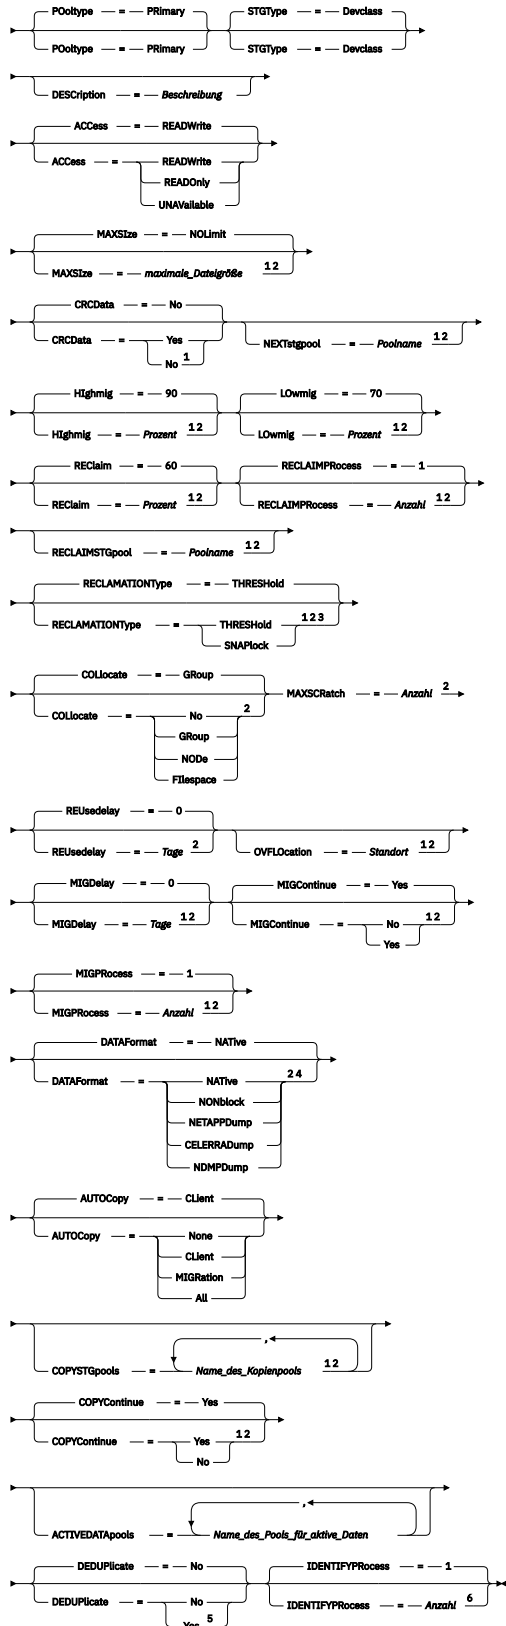 POoltype — = — PRimary STGType — = — Devclass
POoltype — = — PRimary STGType — = — Devclass
DESCription — = — Beschreibung
ACCess — = — READWrite
ACCess — = READWrite
READOnly
UNAVailable
MAXSIze — = — NOLimit
MAXSIze — = — maximale_Dateigröße 1 2
CRCData — = — No
CRCData — = Yes
No 1
NEXTstgpool — = — Poolname 1 2
HIghmig — = — 90 LOwmig — = — 70
HIghmig — = — Prozent 1 2 LOwmig — = — Prozent 1 2
REClaim — = — 60 RECLAIMPRocess — = — 1
REClaim — = — Prozent 1 2 RECLAIMPRocess — = — Anzahl 1 2
RECLAIMSTGpool — = — Poolname 1 2
RECLAMATIONType — = — THRESHold
RECLAMATIONType — = THRESHold 1 2 3
SNAPlock
COLlocate — = — GRoup MAXSCRatch — = — Anzahl 2
COLlocate — = No 2
GRoup
NODe
FIlespace
REUsedelay — = — 0
REUsedelay — = — Tage 2 OVFLOcation — = — Standort 1 2
MIGDelay — = — 0 MIGContinue — = — Yes
MIGDelay — = — Tage 1 2 MIGContinue — = No 1 2
Yes
MIGPRocess — = — 1
MIGPRocess — = — Anzahl 1 2
DATAFormat — = — NATive
DATAFormat — = NATive 2 4
NONblock
NETAPPDump
CELERRADump
NDMPDump
AUTOCopy — = — CLient
AUTOCopy — = None
CLient
MIGRation
All
,
COPYSTGpools — = Name_des_Kopienpools 1 2
COPYContinue — = — Yes
COPYContinue — = Yes 1 2
No
,
ACTIVEDATApools — = Name_des_Pools_für_aktive_Daten
DEDUPlicate — = — No IDENTIFYPRocess — = — 1
DEDUPlicate — = No IDENTIFYPRocess — = — Anzahl 6
Yes 5